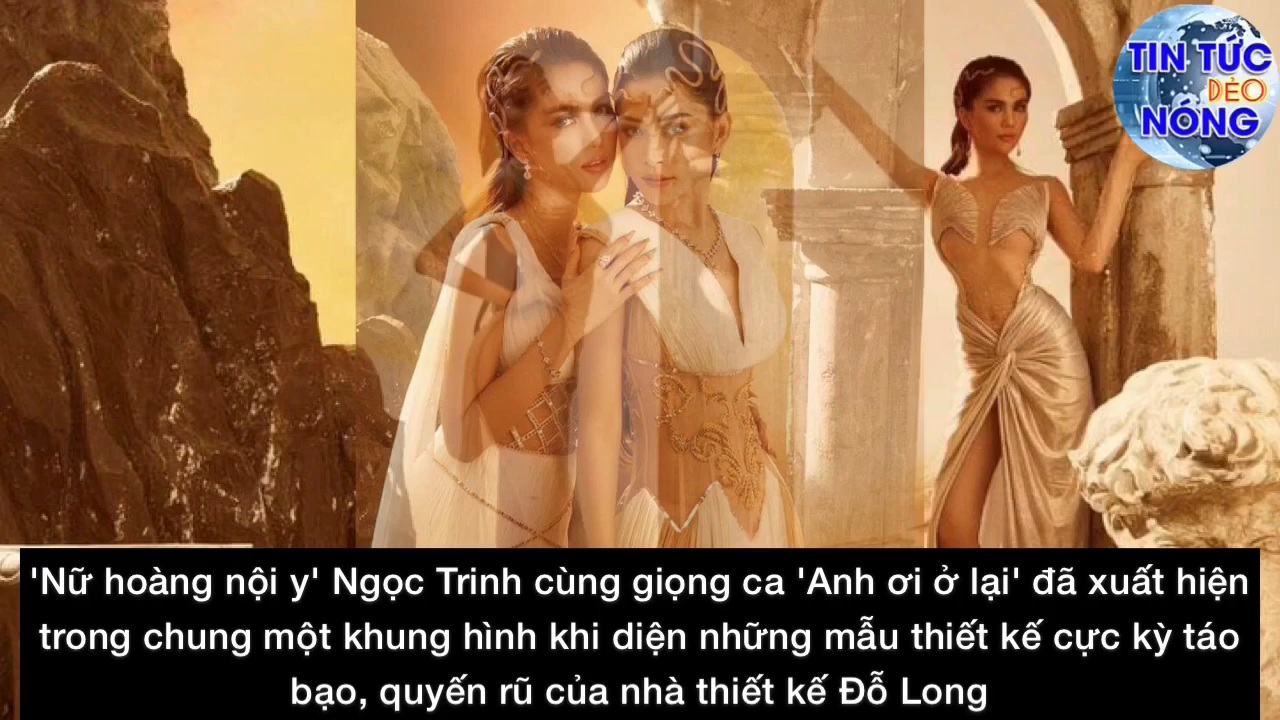 TIN TỨC
DẺO
NÓNG
'Nữ hoàng nội y' Ngọc Trinh cùng giọng ca 'Anh ơi ở lại' đã xuất hiện
trong chung một khung hình khi diện những mẫu thiết kế cực kỳ táo
bạo, quyến rũ của nhà thiết kế Đỗ Long